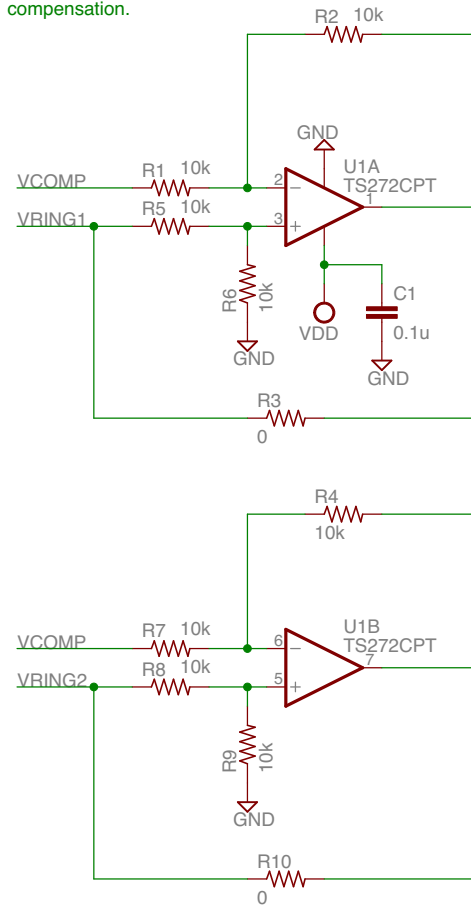 compensation.
R2 10k
GND
U1A
TS272CPT
R1 10k
VCOMP
2
1
R5 10k
VRING1
3
R6
10k
C1
0.1u
VDD
GND
GND
R3
0
R4
10k
U1B
TS272CPT
R7 10k
VCOMP
6
7
R8 10k
VRING2
5
R9
10k
GND
R10
0